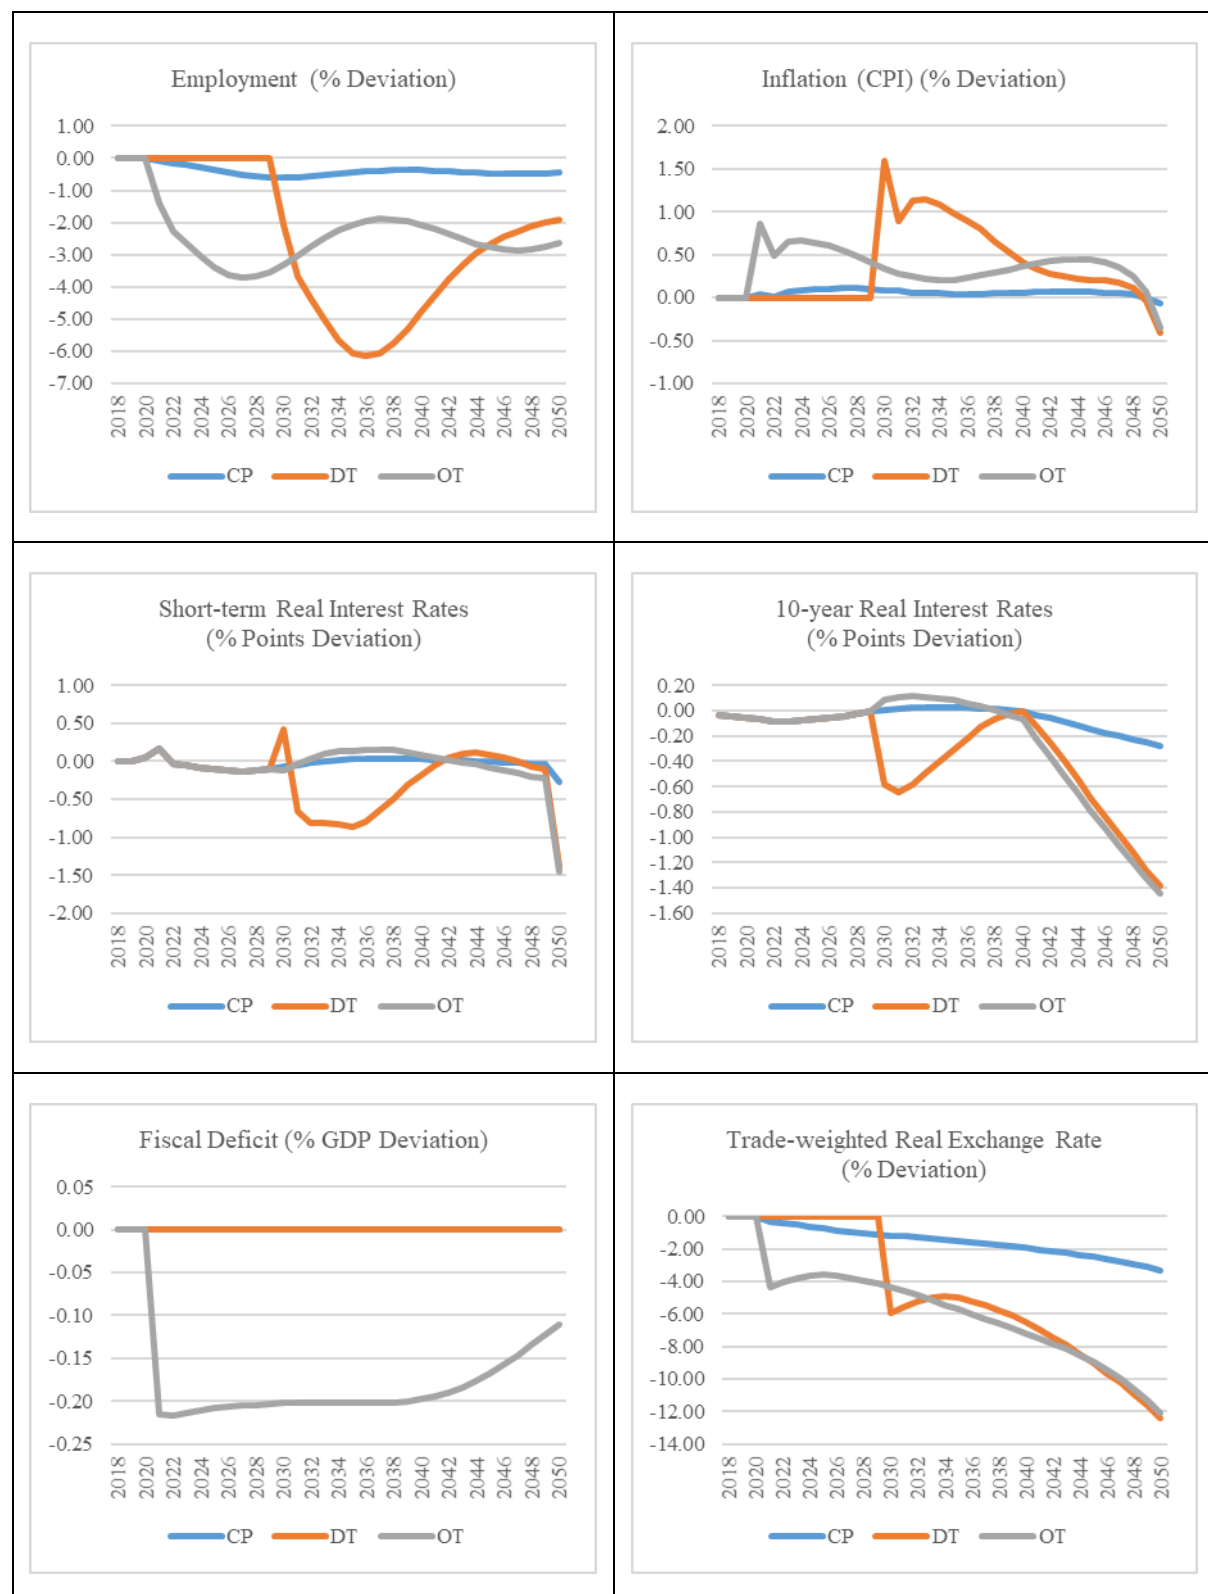 Employment (% Deviation)
1.00
0.00
-1.00
-2.00
-3.00
-4.00
-5.00
-6.00
-7.00
2018 2020 2022 2024 2026 2028 2030 2032 2034 2036 2038 2040 2042 2044 2046 2048 2050
CP DT OT
Inflation (CPI) (% Deviation)
2.00
1.50
1.00
0.50
0.00
-0.50
-1.00
2018 2020 2022 2024 2026 2028 2030 2032 2034 2036 2038 2040 2042 2044 2046 2048 2050
CP DT OT
Short-term Real Interest Rates
(% Points Deviation)
1.00
0.50
0.00
-0.50
-1.00
-1.50
-2.00
2018 2020 2022 2024 2026 2028 2030 2032 2034 2036 2038 2040 2042 2044 2046 2048 2050
CP DT OT
10-year Real Interest Rates
(% Points Deviation)
0.20
0.00
-0.20
-0.40
-0.60
-0.80
-1.00
-1.20
-1.40
-1.60
2018 2020 2022 2024 2026 2028 2030 2032 2034 2036 2038 2040 2042 2044 2046 2048 2050
CP DT OT
Fiscal Deficit (% GDP Deviation)
0.05
0.00
-0.05
-0.10
-0.15
-0.20
-0.25
2018 2020 2022 2024 2026 2028 2030 2032 2034 2036 2038 2040 2042 2044 2046 2048 2050
CP DT OT
Trade-weighted Real Exchange Rate
(% Deviation)
0.00
-2.00
-4.00
-6.00
-8.00
-10.00
-12.00
-14.00
2018 2020 2022 2024 2026 2028 2030 2032 2034 2036 2038 2040 2042 2044 2046 2048 2050
CP DT OT